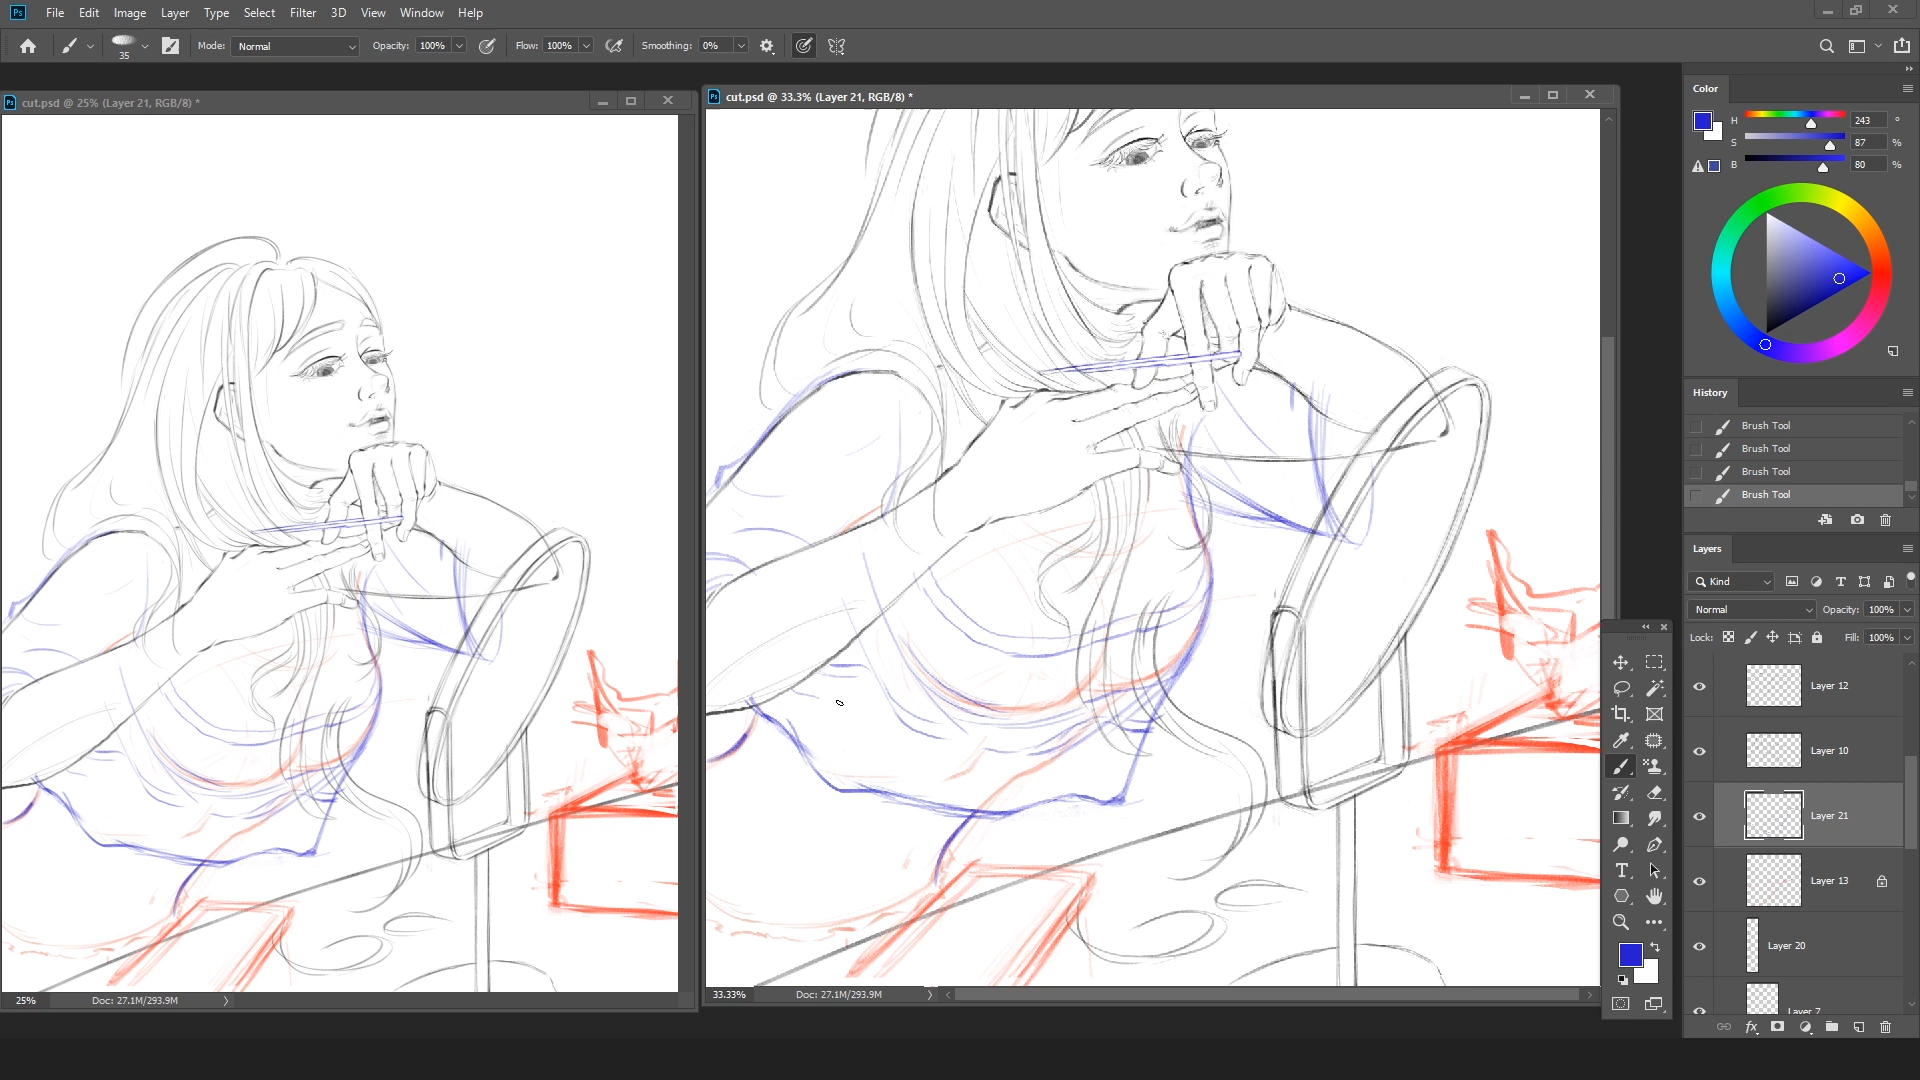 Ps File Edit Image Layer Type Select Filter 3D View Window Help
35 Mode: Normal Opacity: 100% Flow: 100% Smoothing: 0%
Ps cut.psd @ 25% (Layer 21, RGB/8) *
Ps cut.psd @ 33.3% (Layer 21, RGB/8) *
25% Doc: 27.1M/293.9M
33.33% Doc: 27.1M/293.9M
Color
H 243 °
S 87 %
B 80 %
History
Brush Tool
Brush Tool
Brush Tool
Brush Tool
Layers
Kind
Normal Opacity: 100%
Lock: Fill: 100%
Layer 12
Layer 10
Layer 21
Layer 13
Layer 20
Layer 7